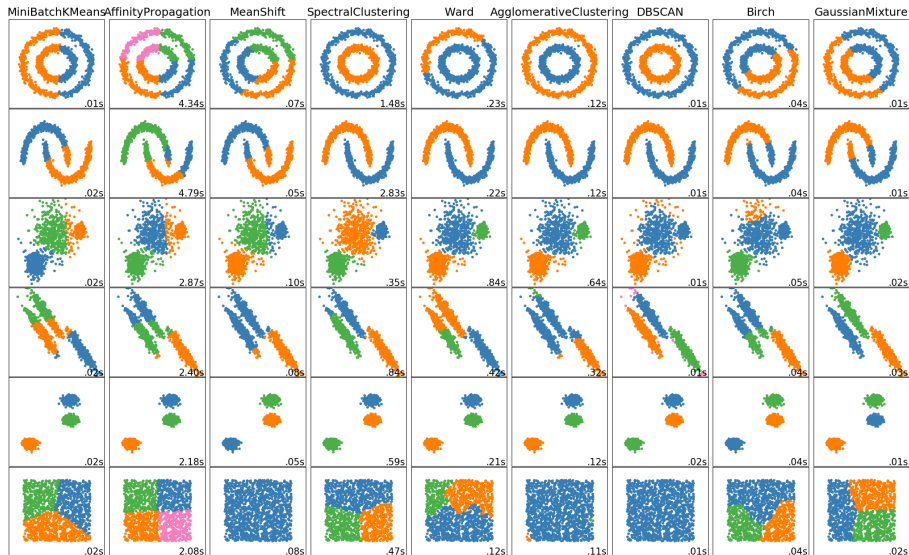 MiniBatchKMeans AffinityPropagation MeanShift SpectralClustering Ward AgglomerativeClustering DBSCAN Birch GaussianMixture
.01s 4.34s .07s 1.48s .23s .12s .01s .04s .01s
.02s 4.79s .05s 2.83s .22s .12s .01s .04s .01s
.02s 2.87s .10s .35s .84s .64s .01s .05s .02s
.02s 2.40s .08s .84s .42s .32s .01s .04s .03s
.02s 2.18s .05s .59s .21s .12s .02s .04s .01s
.02s 2.08s .08s .47s .12s .11s .01s .04s .02s